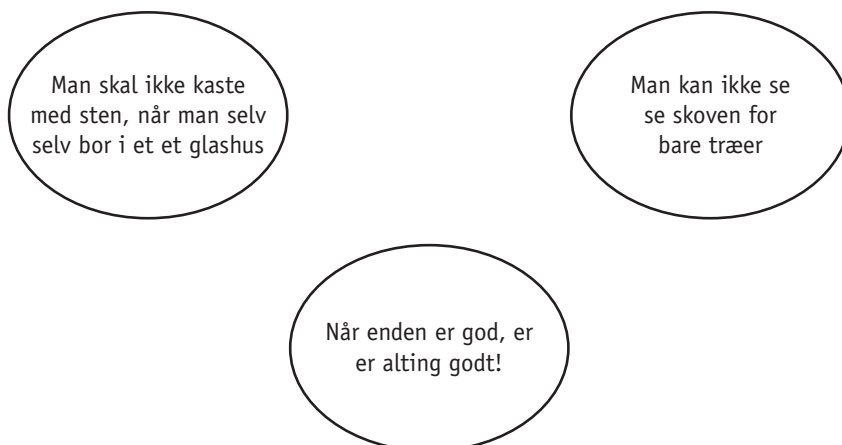 Man skal ikke kaste
med sten, når man selv
selv bor i et et glashus
Man kan ikke se
se skoven for
bare træer
Når enden er god, er
er alting godt!